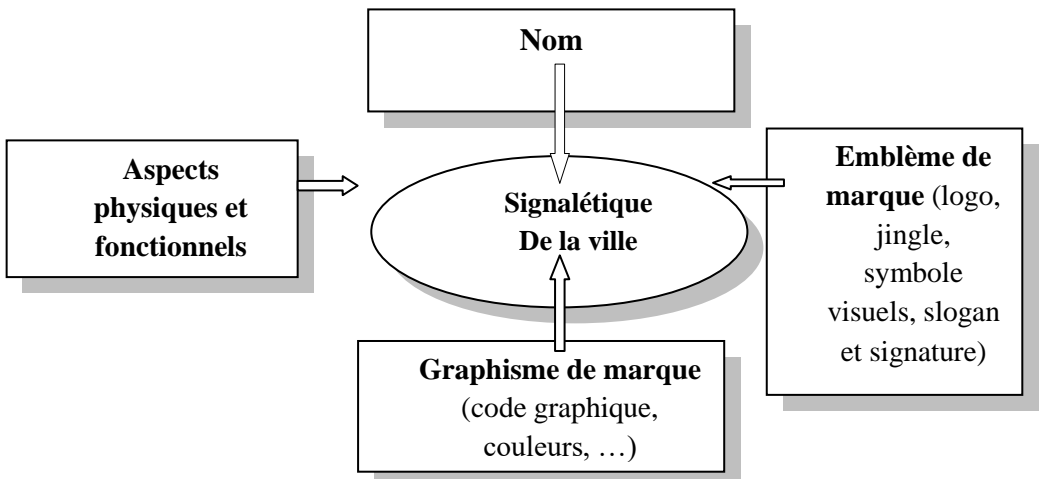 Nom
Aspects
physiques et
fonctionnels
Signalétique
De la ville
Emblème de
marque (logo,
jingle,
symbole
visuels, slogan
et signature)
Graphisme de marque
(code graphique,
couleurs, …)